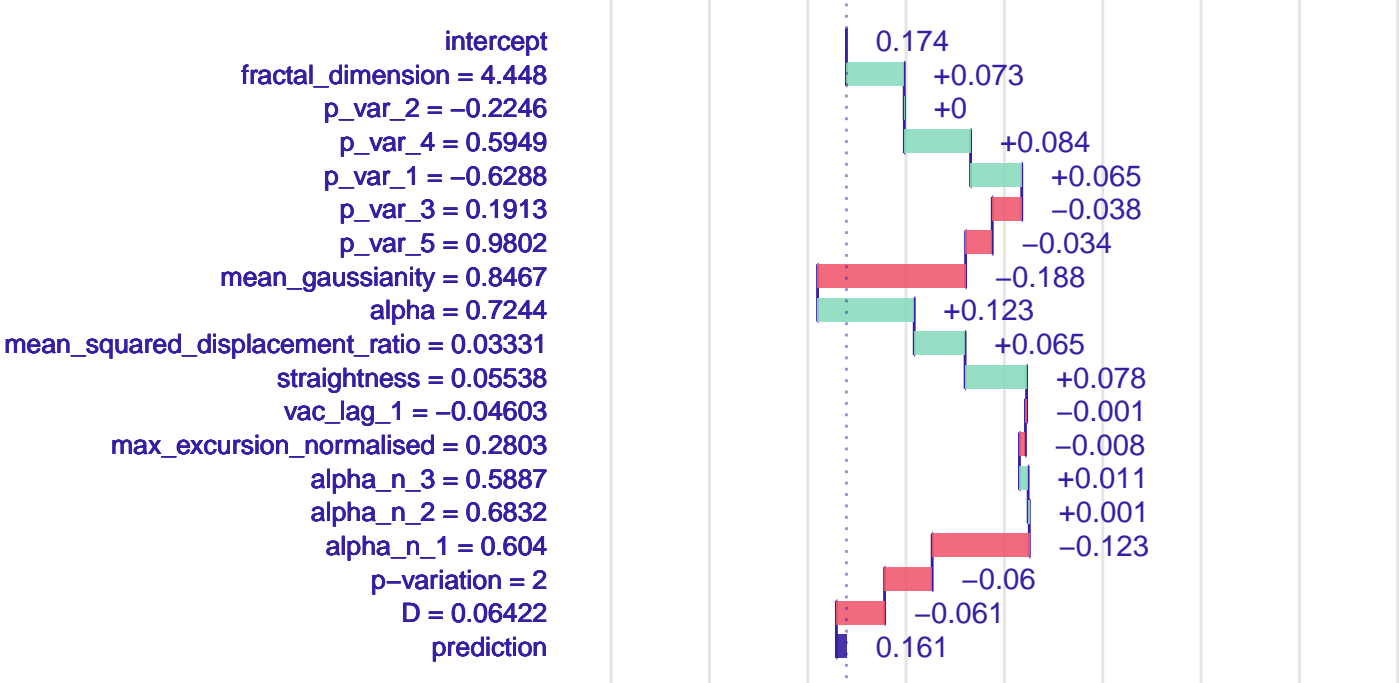 intercept 0.174
fractal_dimension = 4.448 +0.073
p_var_2 = −0.2246 +0
p_var_4 = 0.5949 +0.084
p_var_1 = −0.6288 +0.065
p_var_3 = 0.1913 −0.038
p_var_5 = 0.9802 −0.034
mean_gaussianity = 0.8467 −0.188
alpha = 0.7244 +0.123
mean_squared_displacement_ratio = 0.03331 +0.065
straightness = 0.05538 +0.078
vac_lag_1 = −0.04603 −0.001
max_excursion_normalised = 0.2803 −0.008
alpha_n_3 = 0.5887 +0.011
alpha_n_2 = 0.6832 +0.001
alpha_n_1 = 0.604 −0.123
p−variation = 2 −0.06
D = 0.06422 −0.061
prediction 0.161